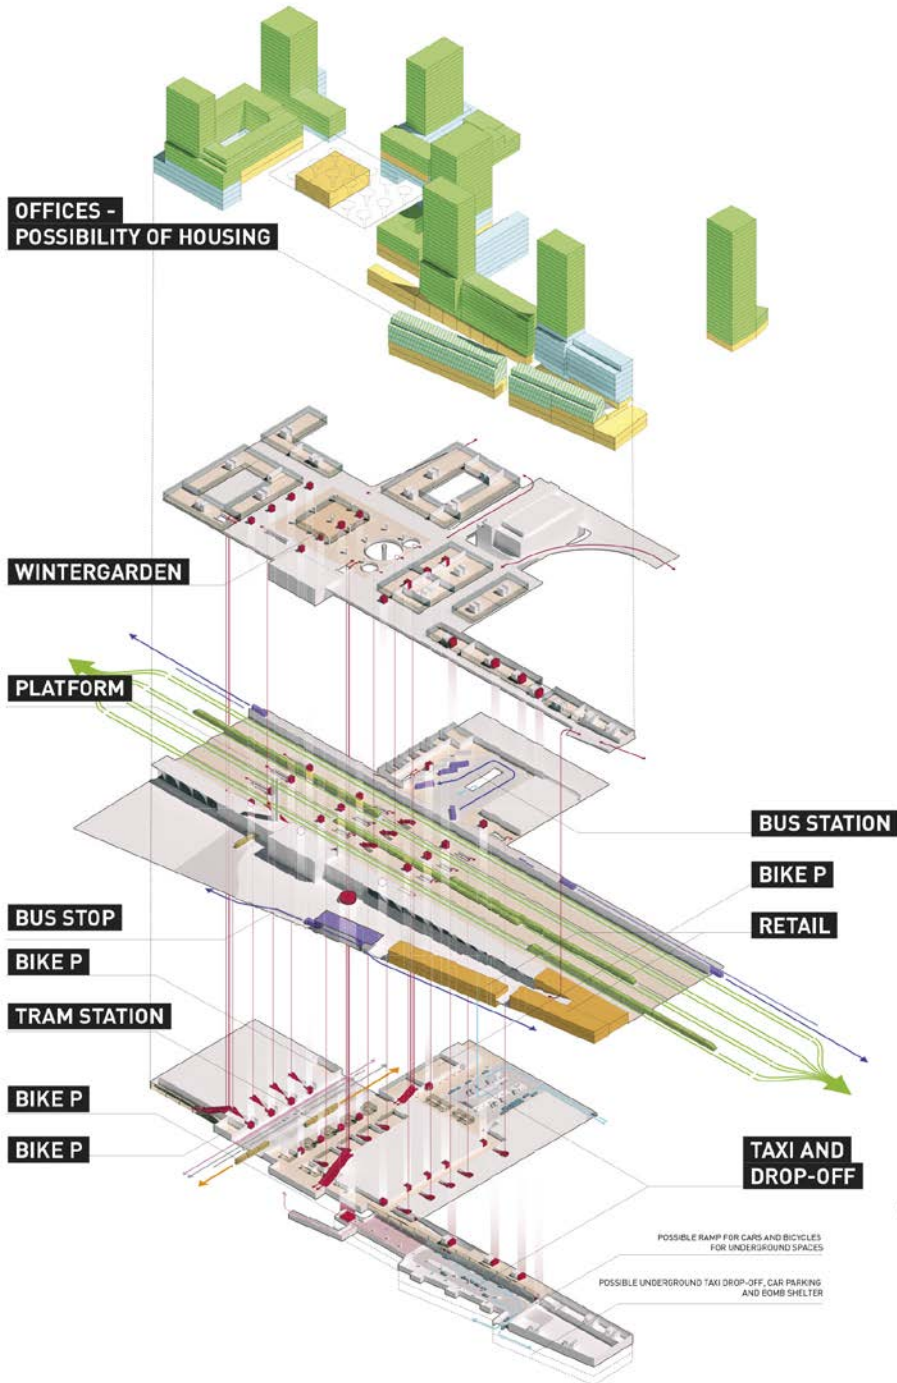 OFFICES -
POSSIBILITY OF HOUSING
WINTERGARDEN
PLATFORM
BUS STATION
BIKE P
RETAIL
BUS STOP
BIKE P
TRAM STATION
BIKE P
BIKE P
TAXI AND
DROP-OFF
POSSIBLE RAMP FOR CARS AND BICYCLES
FOR UNDERGROUND SPACES
POSSIBLE UNDERGROUND TAXI DROP-OFF, CAR PARKING
AND BOMB SHELTER